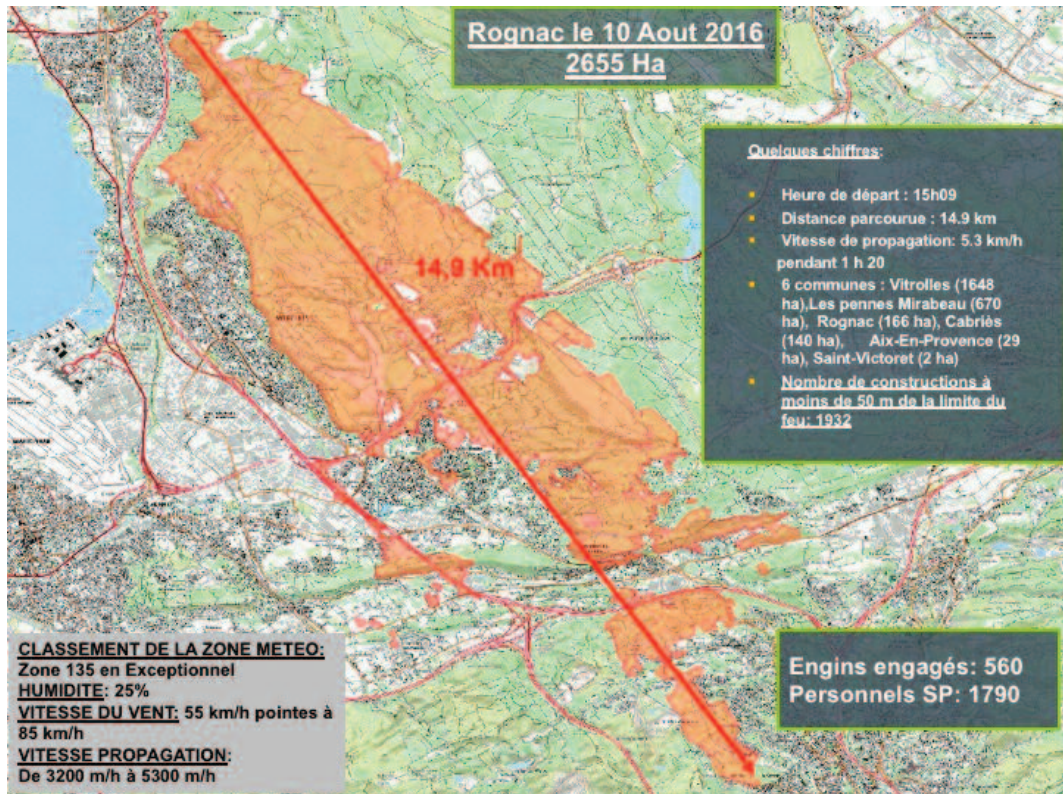 Rognac le 10 Aout 2016
2655 Ha
Quelques chiffres:
Heure de départ : 15h09
Distance parcourue : 14.9 km
Vitesse de propagation: 5.3 km/h
pendant 1 h 20
6 communes : Vitrolles (1648
ha),Les pennes Mirabeau (670
ha), Rognac (166 ha), Cabriès
(140 ha), Aix-En-Provence (29
ha), Saint-Victoret (2 ha)
Nombre de constructions à
moins de 50 m de la limite du
feu: 1932
14,9 Km
CLASSEMENT DE LA ZONE METEO:
Zone 135 en Exceptionnel
HUMIDITE: 25%
VITESSE DU VENT: 55 km/h pointes à
85 km/h
VITESSE PROPAGATION:
De 3200 m/h à 5300 m/h
Engins engagés: 560
Personnels SP: 1790